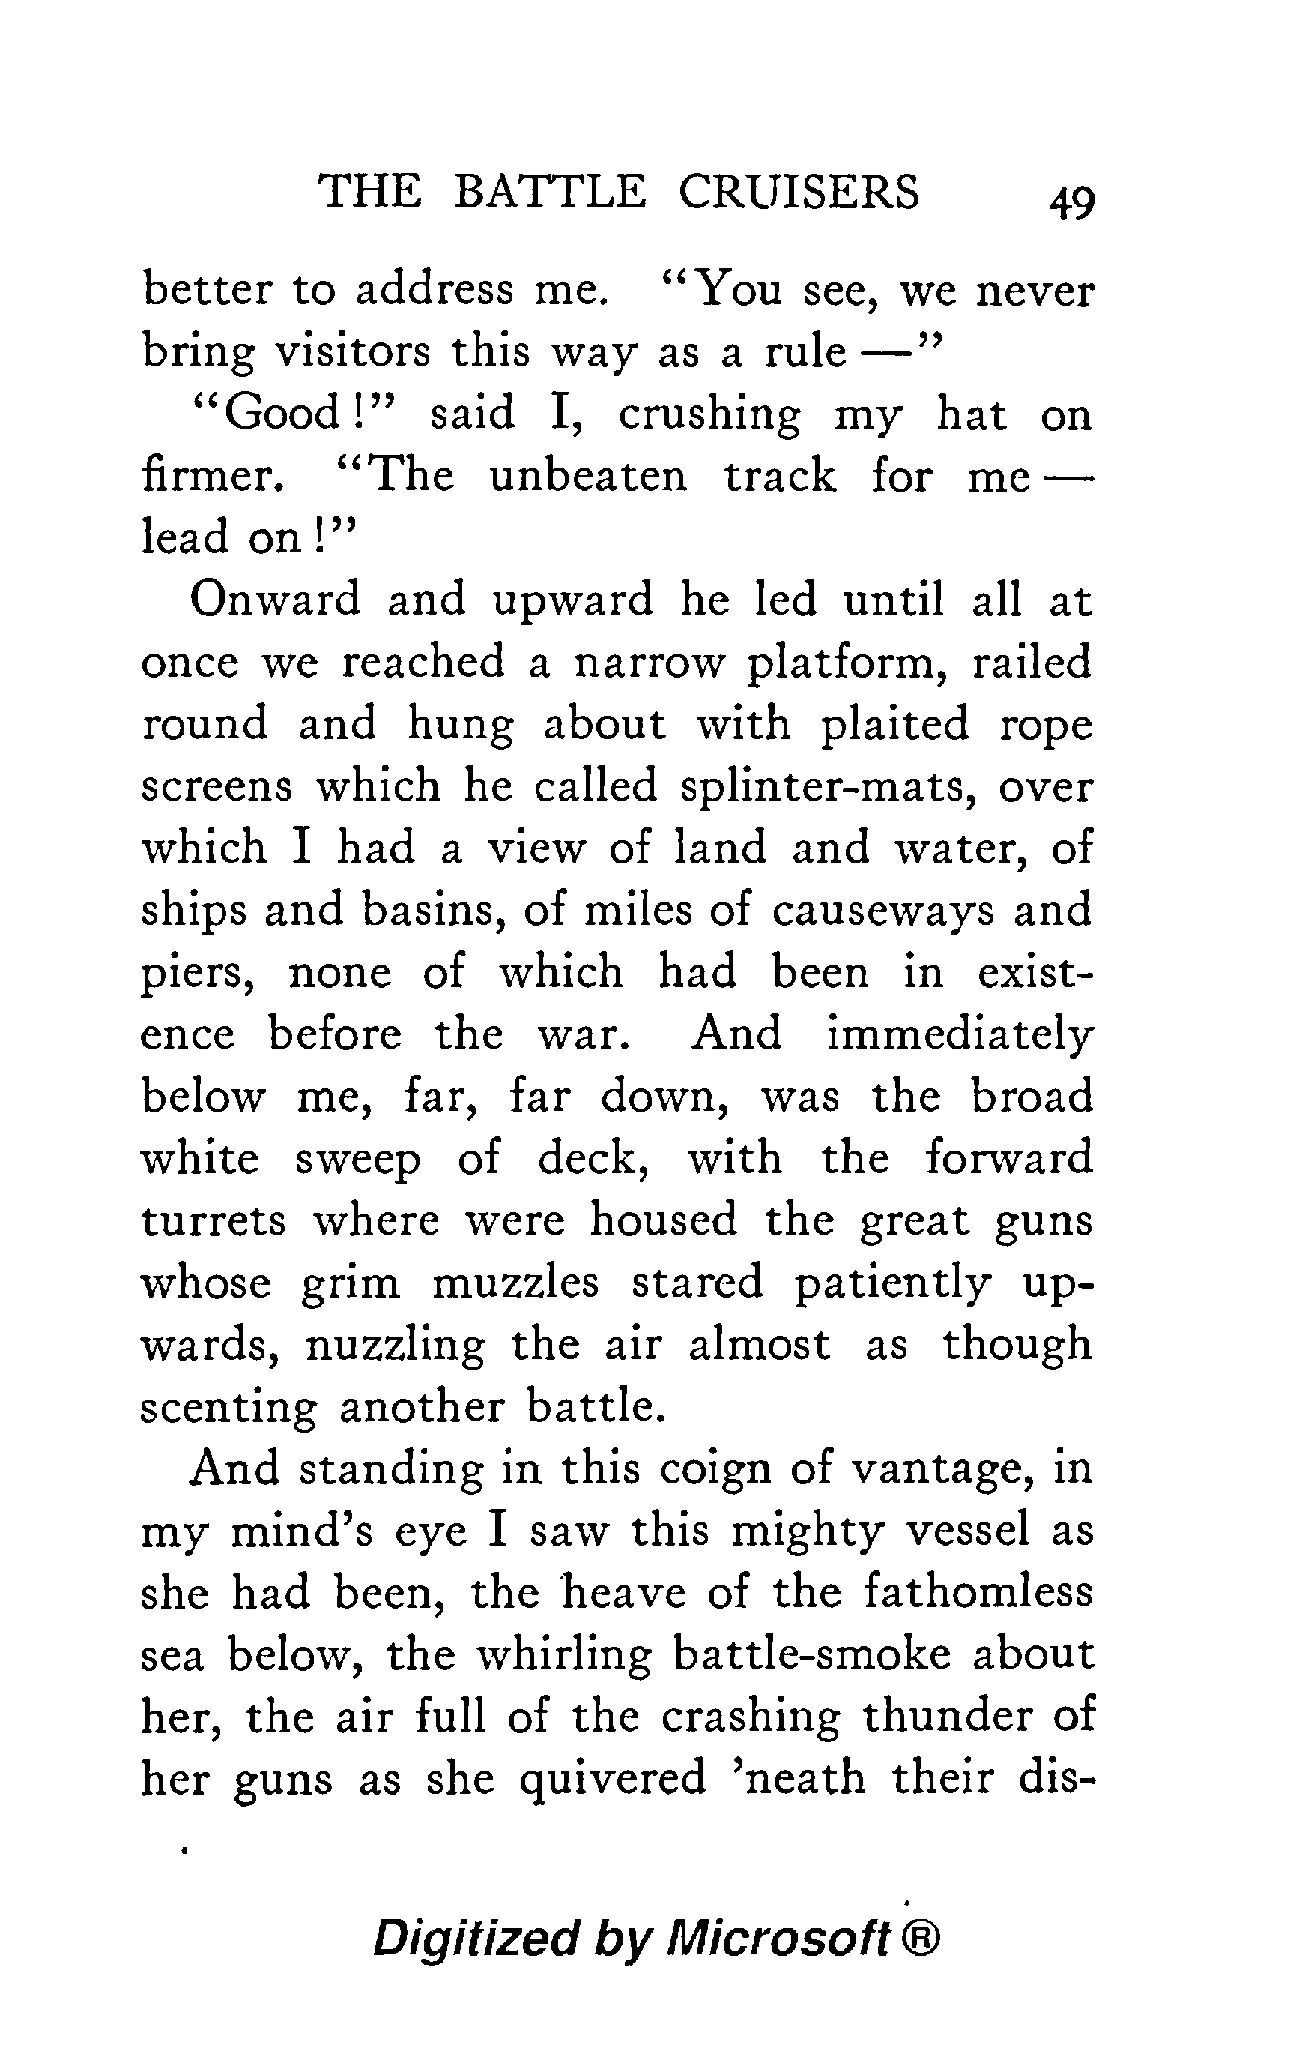 THE BATTLE CRUISERS 49
better to address me. “You see, we never
bring visitors this way as a rule —”
“Good!” said I, crushing my hat on
firmer. “The unbeaten track for me —
lead on!”
Onward and upward he led until all at
once we reached a narrow platform, railed
round and hung about with plaited rope
screens which he called splinter-mats, over
which I had a view of land and water, of
ships and basins, of miles of causeways and
piers, none of which had been in exist-
ence before the war. And immediately
below me, far, far down, was the broad
white sweep of deck, with the forward
turrets where were housed the great guns
whose grim muzzles stared patiently up-
wards, nuzzling the air almost as though
scenting another battle.
And standing in this coign of vantage, in
my mind’s eye I saw this mighty vessel as
she had been, the heave of the fathomless
sea below, the whirling battle-smoke about
her, the air full of the crashing thunder of
her guns as she quivered ’neath their dis-
Digitized by Microsoft ®